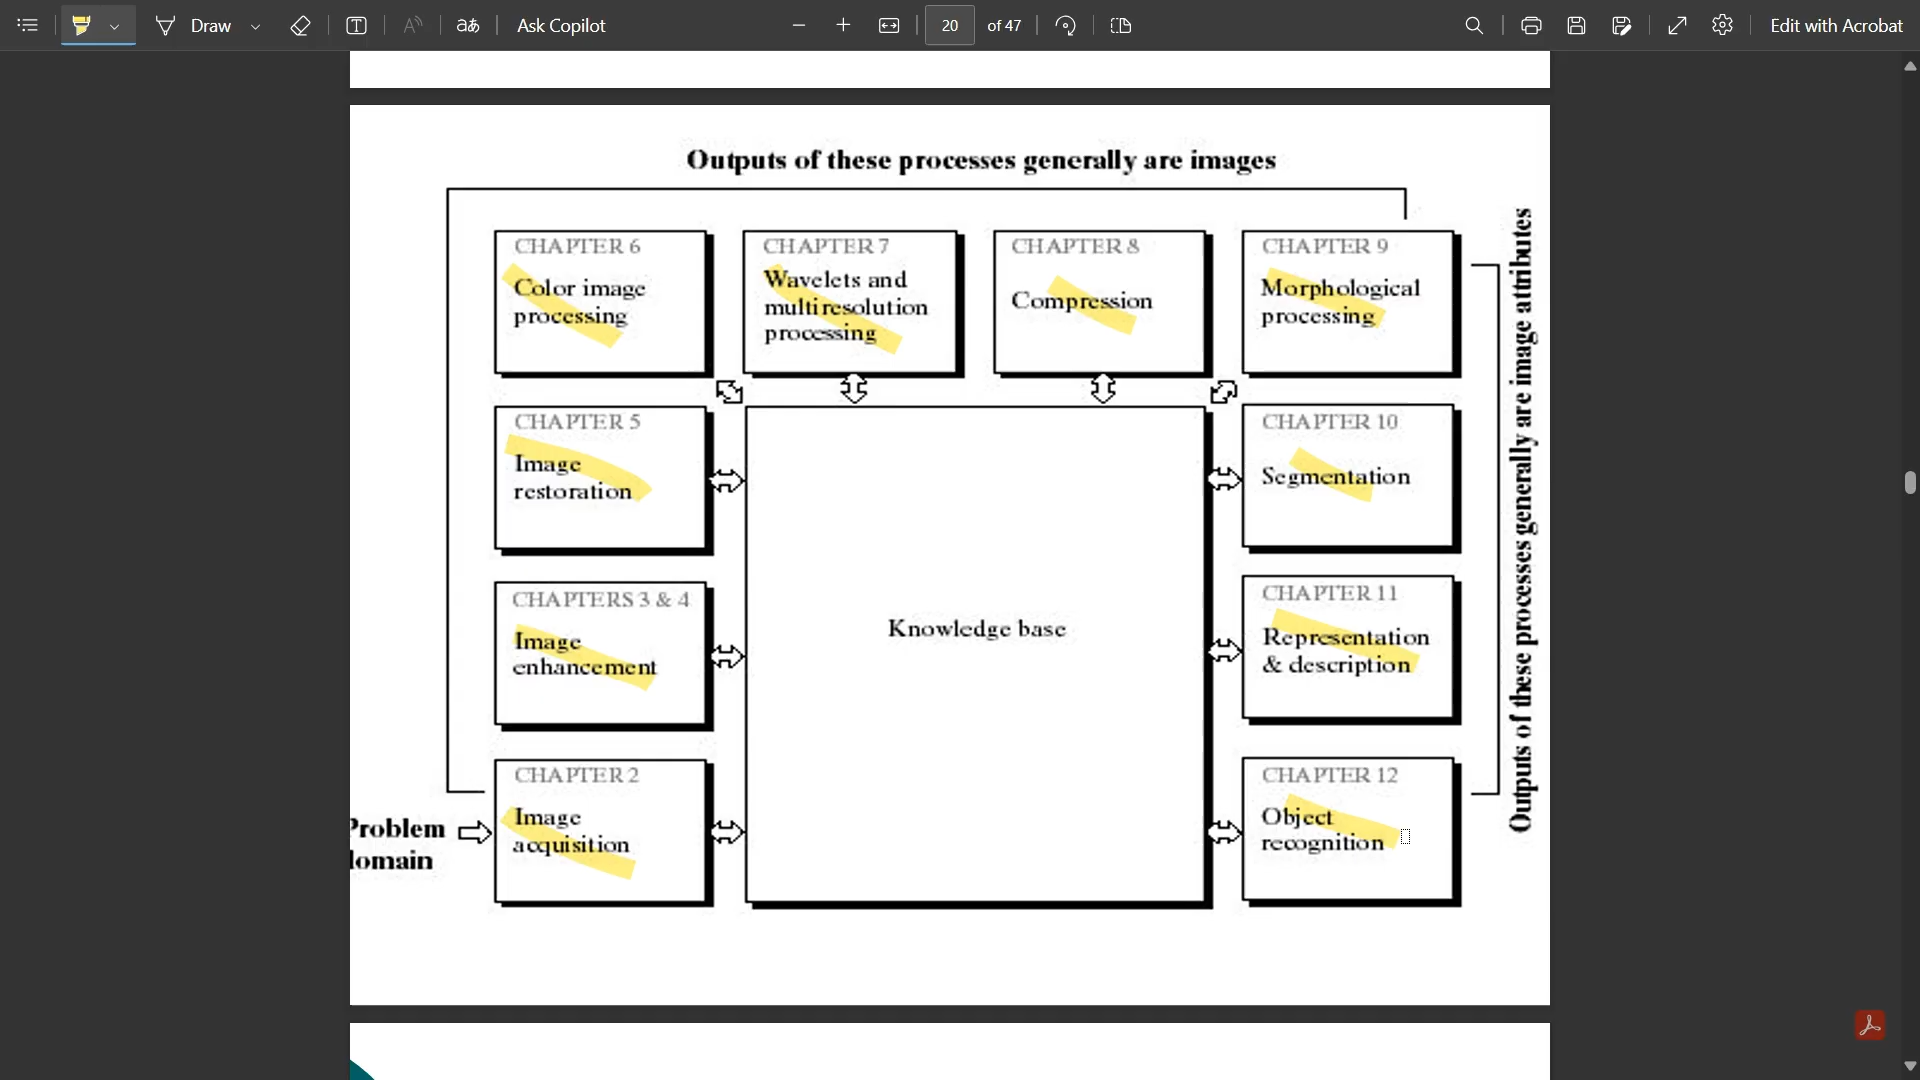 Draw
Ask Copilot
20 of 47
Edit with Acrobat
Outputs of these processes generally are images
CHAPTER 6
Color image
processing
CHAPTER 7
Wavelets and
multiresolution
processing
CHAPTER 8
Compression
CHAPTER 9
Morphological
processing
CHAPTER 5
Image
restoration
CHAPTER 10
Segmentation
CHAPTERS 3 & 4
Image
enhancement
Knowledge base
CHAPTER 11
Representation
& description
CHAPTER 2
Image
acquisition
CHAPTER 12
Object
recognition
Problem
domain
Outputs of these processes generally are image attributes